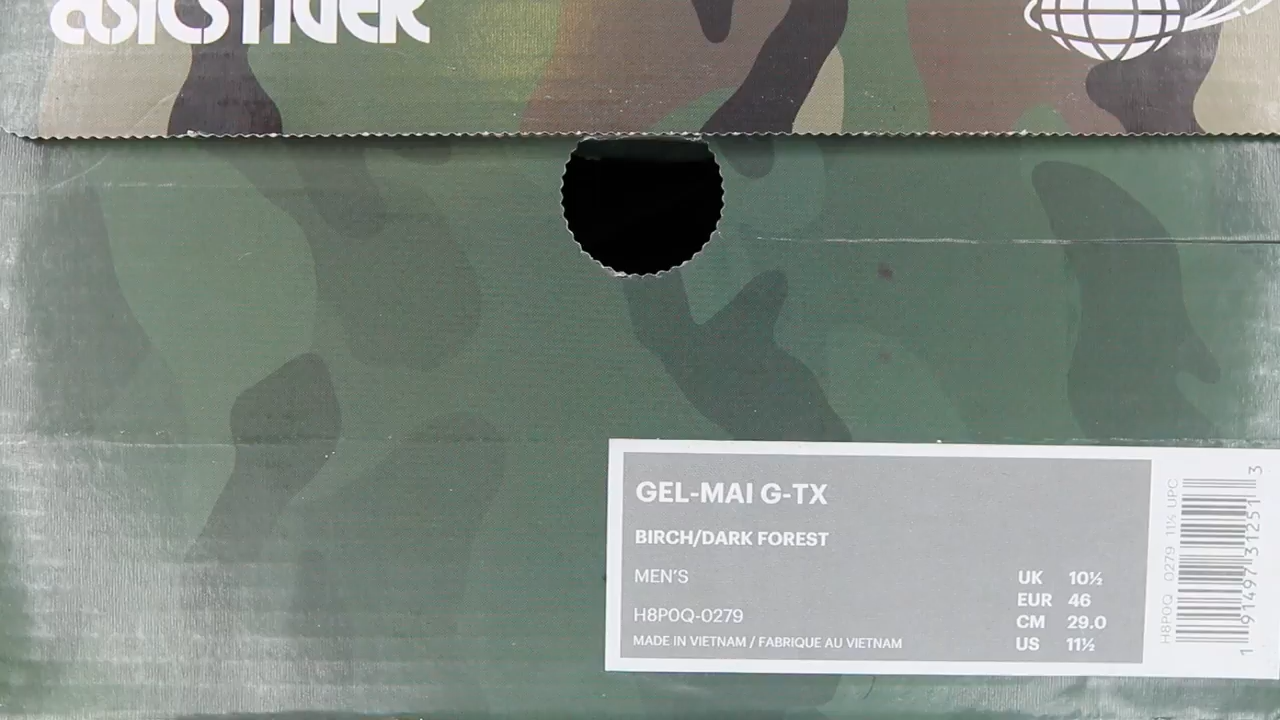 ASICS TIGER
GEL-MAI G-TX
BIRCH/DARK FOREST
MEN'S
H8P0Q-0279
MADE IN VIETNAM / FABRIQUE AU VIETNAM
UK 10½
EUR 46
CM 29.0
US 11½
H8P0Q 0279 11½ UPC
1 91497 31251 3